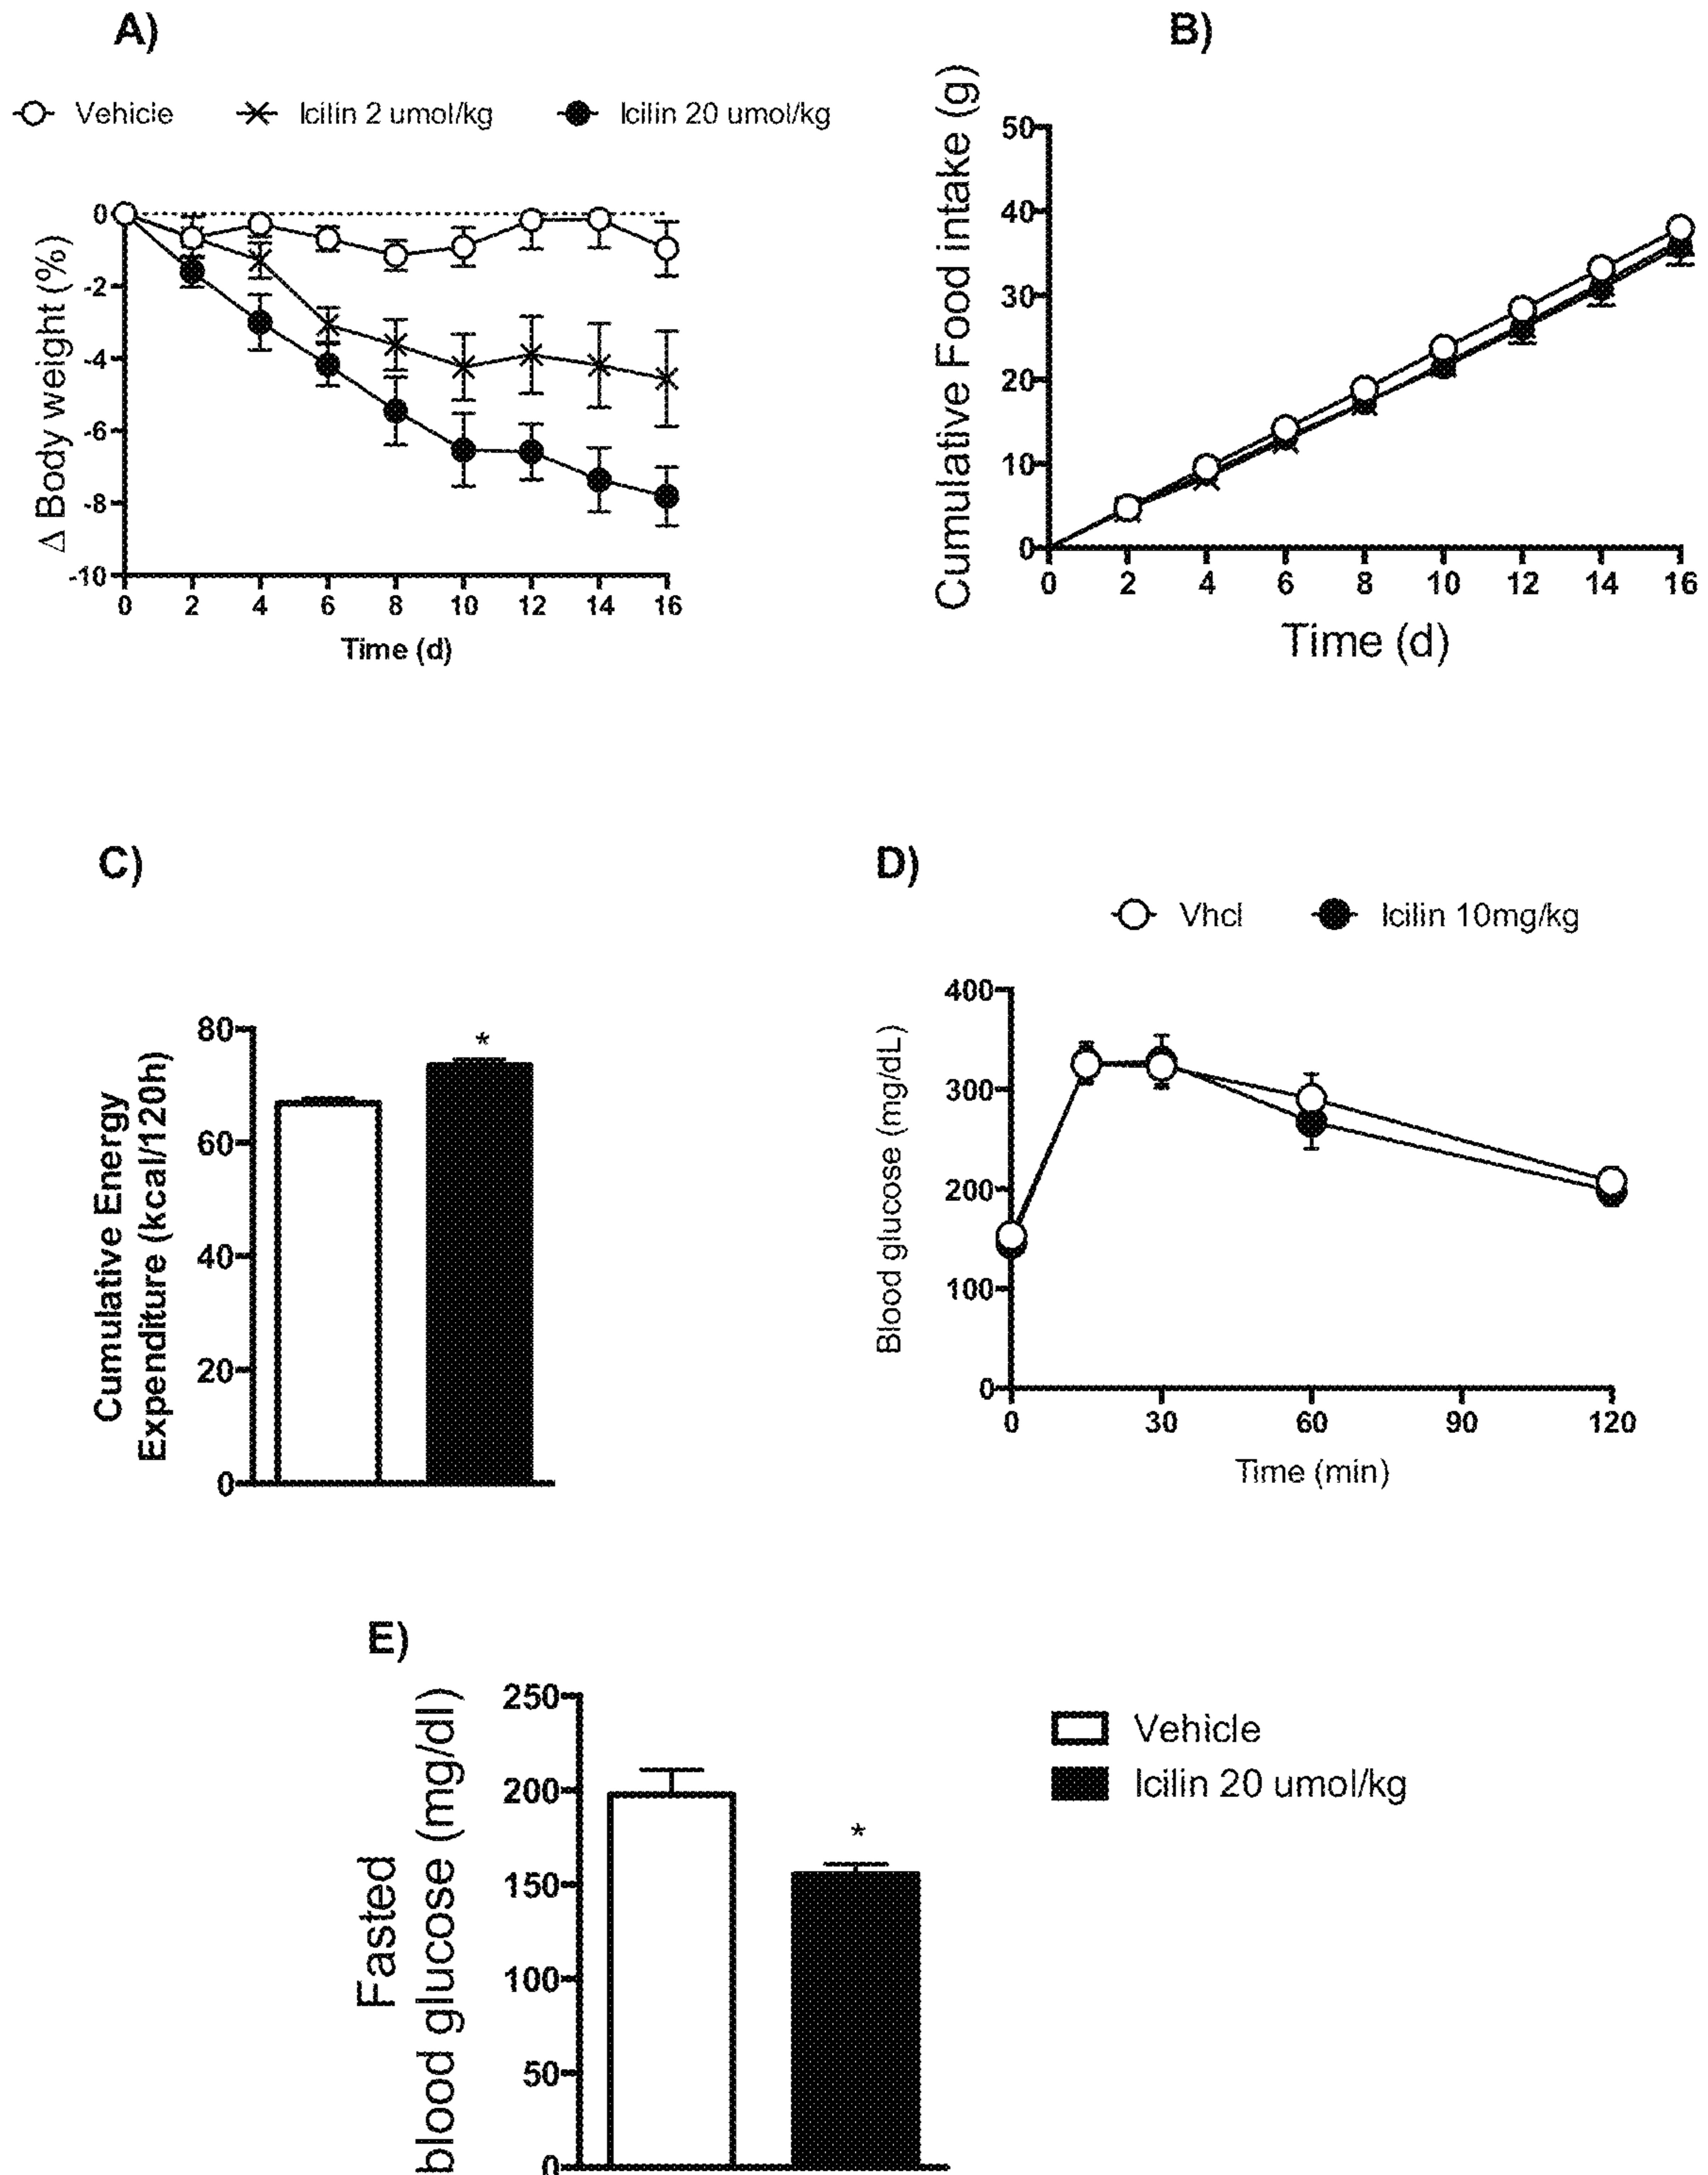 A)
Vehicle Icilin 2 umol/kg Icilin 20 umol/kg
Δ Body weight (%)
0
-2
-4
-6
-8
-10
0 2 4 6 8 10 12 14 16
Time (d)
B)
Cumulative Food intake (g)
50
40
30
20
10
0
0 2 4 6 8 10 12 14 16
Time (d)
C)
Cumulative Energy
Expenditure (kcal/120h)
80
60
40
20
0
*
D)
Vhcl Icilin 10mg/kg
Blood glucose (mg/dL)
400
300
200
100
0
0 30 60 90 120
Time (min)
E)
Fasted
blood glucose (mg/dl)
250
200
150
100
50
0
*
Vehicle
Icilin 20 umol/kg